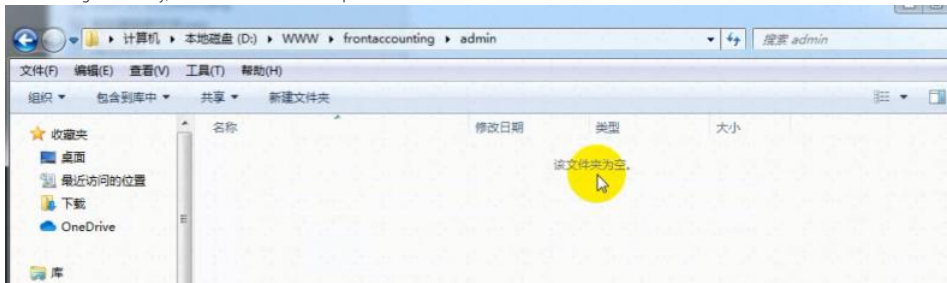 计算机 ▸ 本地磁盘 (D:) ▸ WWW ▸ frontaccounting ▸ admin
搜索 admin
文件(F) 编辑(E) 查看(V) 工具(T) 帮助(H)
组织 包含到库中 共享 新建文件夹
名称 修改日期 类型 大小
收藏夹
该文件夹为空。
桌面
最近访问的位置
下载
OneDrive
库